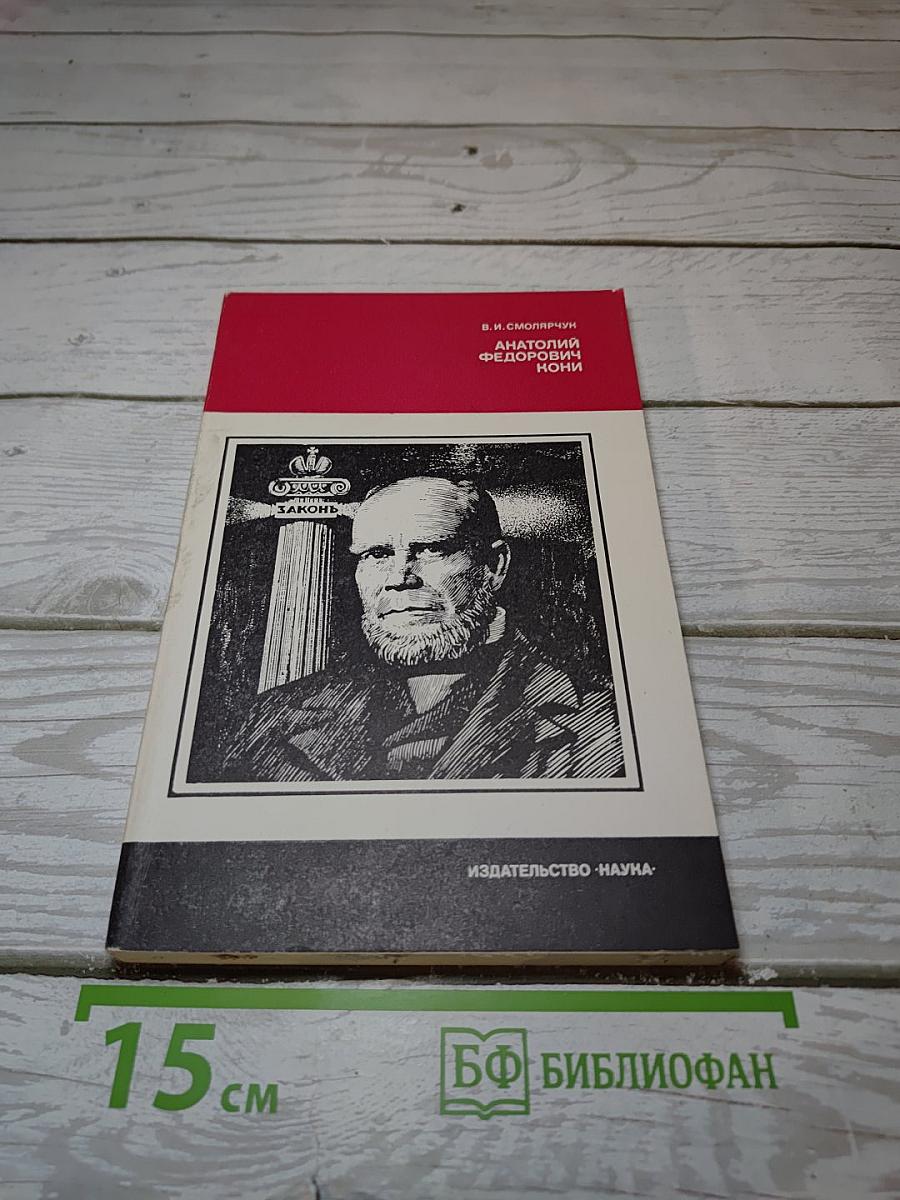 В.И.СМОЛЯРЧУК
АНАТОЛИЙ
ФЕДОРОВИЧ
КОНИ
ЗАКОНЪ
ИЗДАТЕЛЬСТВО «НАУКА»
15 см
БФ БИБЛИОФАН